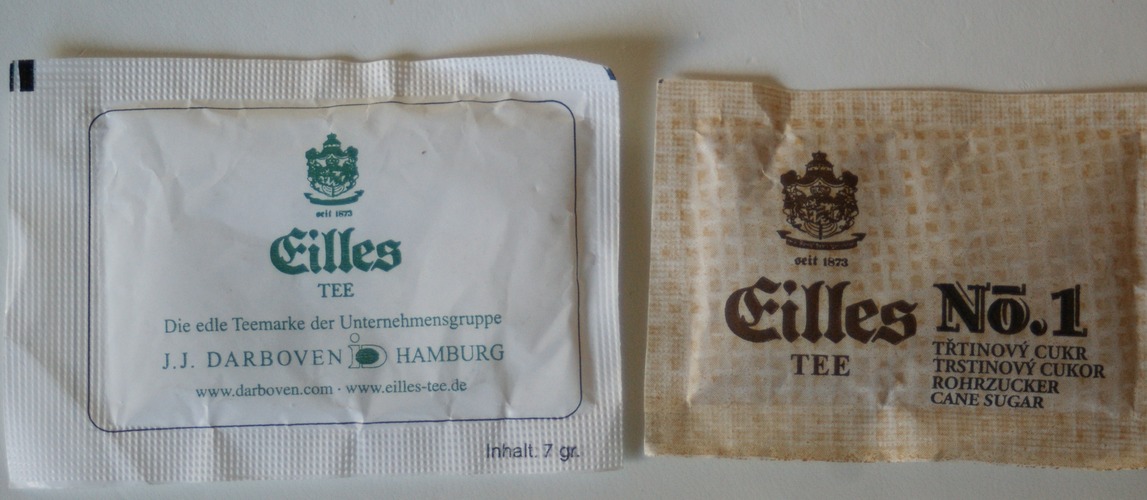 seit 1873
Eilles
TEE
Die edle Teemarke der Unternehmensgruppe
J.J. DARBOVEN HAMBURG
www.darboven.com · www.eilles-tee.de
Inhalt: 7 gr.
seit 1873
Eilles
TEE
Nō.1
TŘTINOVÝ CUKR
TRSTINOVÝ CUKOR
ROHRZUCKER
CANE SUGAR